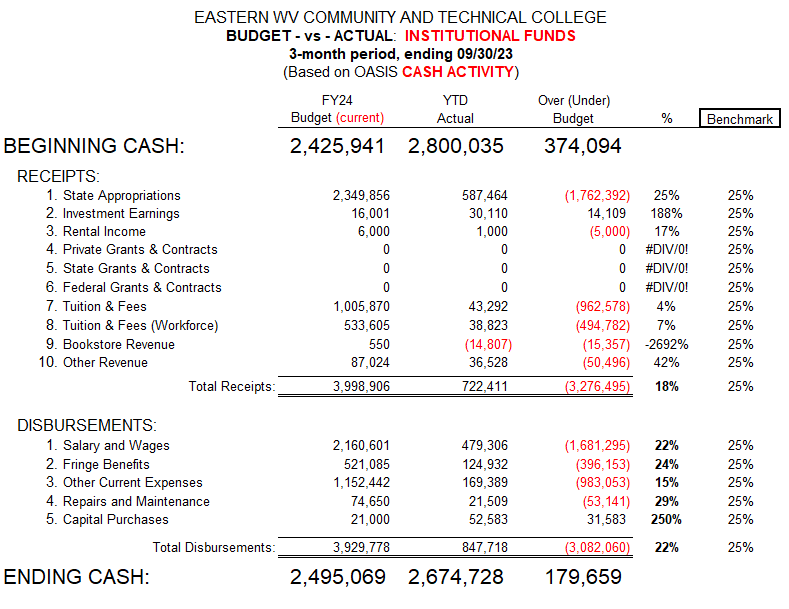 EASTERN WV COMMUNITY AND TECHNICAL COLLEGE
BUDGET - vs - ACTUAL: INSTITUTIONAL FUNDS
3-month period, ending 09/30/23
(Based on OASIS CASH ACTIVITY)
FY24 YTD Over (Under)
Budget (current) Actual Budget % Benchmark
BEGINNING CASH: 2,425,941 2,800,035 374,094
RECEIPTS:
1. State Appropriations 2,349,856 587,464 (1,762,392) 25% 25%
2. Investment Earnings 16,001 30,110 14,109 188% 25%
3. Rental Income 6,000 1,000 (5,000) 17% 25%
4. Private Grants & Contracts 0 0 0 #DIV/0! 25%
5. State Grants & Contracts 0 0 0 #DIV/0! 25%
6. Federal Grants & Contracts 0 0 0 #DIV/0! 25%
7. Tuition & Fees 1,005,870 43,292 (962,578) 4% 25%
8. Tuition & Fees (Workforce) 533,605 38,823 (494,782) 7% 25%
9. Bookstore Revenue 550 (14,807) (15,357) -2692% 25%
10. Other Revenue 87,024 36,528 (50,496) 42% 25%
Total Receipts: 3,998,906 722,411 (3,276,495) 18% 25%
DISBURSEMENTS:
1. Salary and Wages 2,160,601 479,306 (1,681,295) 22% 25%
2. Fringe Benefits 521,085 124,932 (396,153) 24% 25%
3. Other Current Expenses 1,152,442 169,389 (983,053) 15% 25%
4. Repairs and Maintenance 74,650 21,509 (53,141) 29% 25%
5. Capital Purchases 21,000 52,583 31,583 250% 25%
Total Disbursements: 3,929,778 847,718 (3,082,060) 22% 25%
ENDING CASH: 2,495,069 2,674,728 179,659